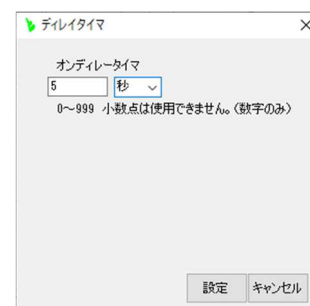 ディレイタイマ
オンディレータイマ
5 秒
0～999 小数点は使用できません。(数字のみ)
設定 キャンセル